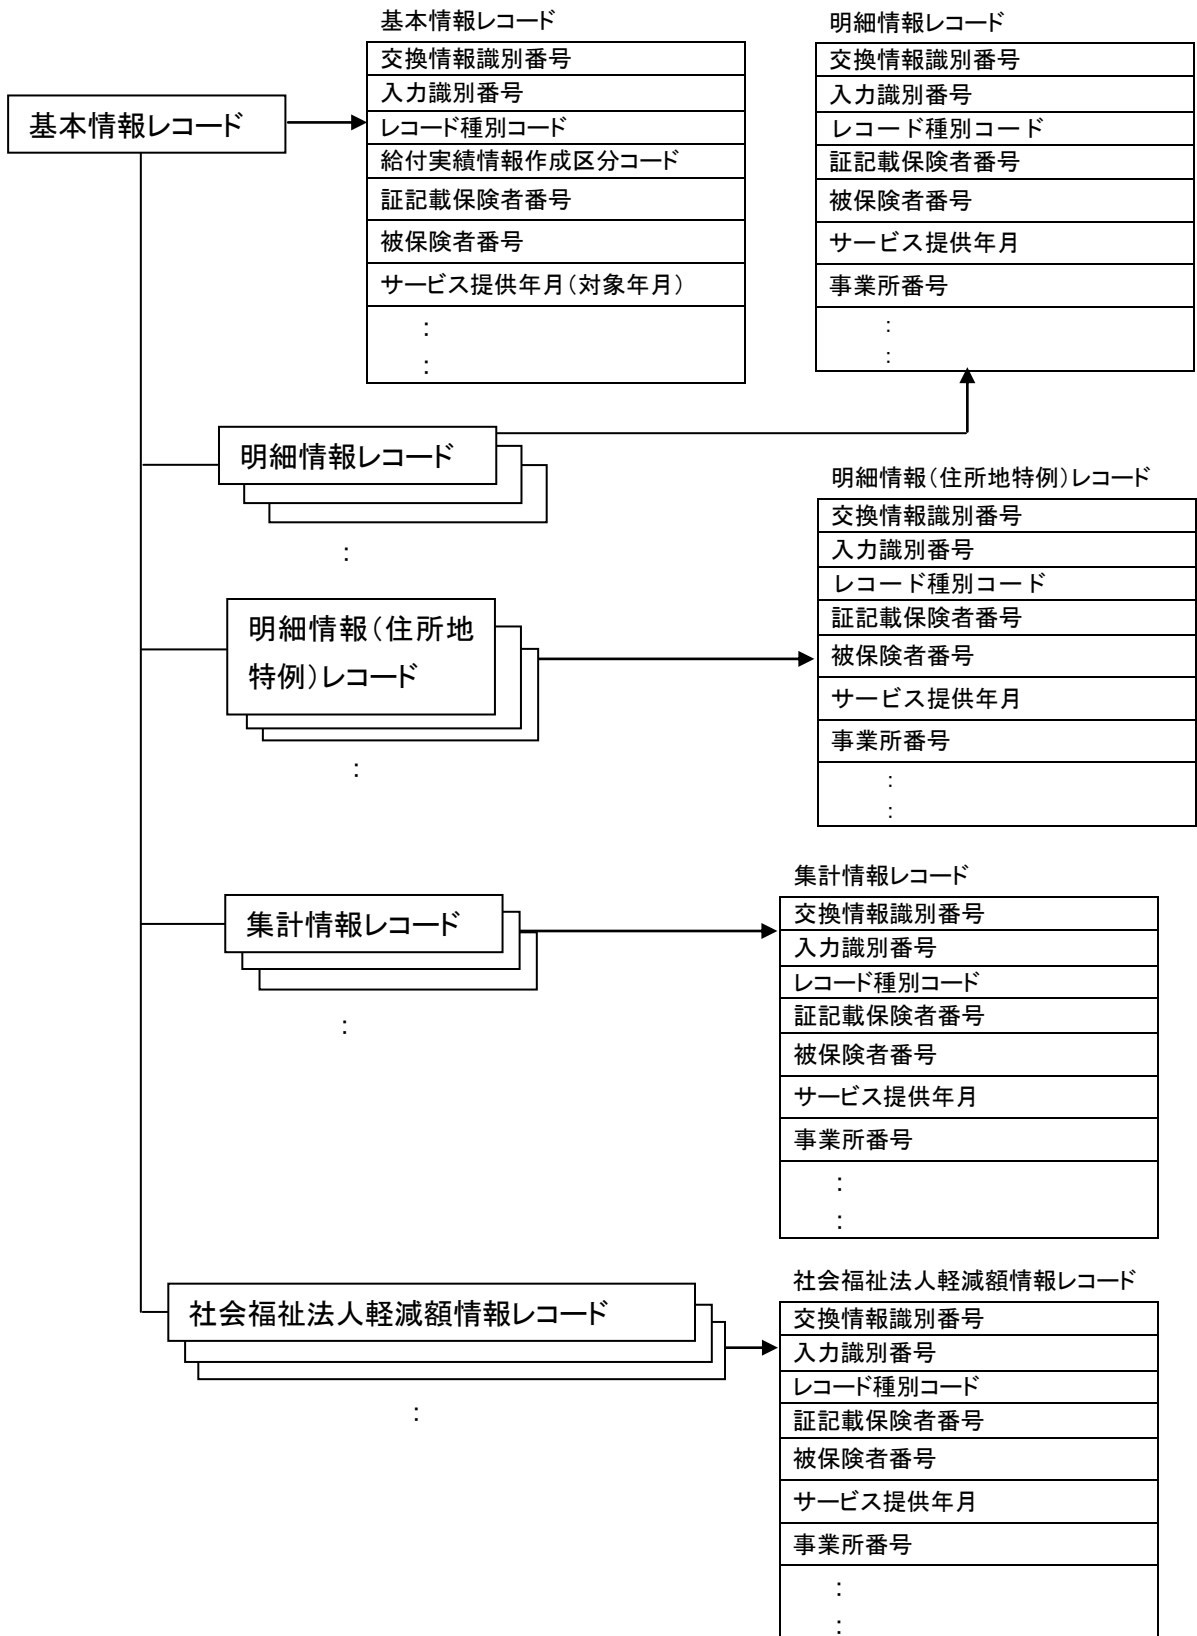 基本情報レコード
基本情報レコード
交換情報識別番号
入力識別番号
レコード種別コード
給付実績情報作成区分コード
証記載保険者番号
被保険者番号
サービス提供年月(対象年月)
:
:
明細情報レコード
交換情報識別番号
入力識別番号
レコード種別コード
証記載保険者番号
被保険者番号
サービス提供年月
事業所番号
:
:
明細情報レコード
:
明細情報(住所地
特例)レコード
:
明細情報(住所地特例)レコード
交換情報識別番号
入力識別番号
レコード種別コード
証記載保険者番号
被保険者番号
サービス提供年月
事業所番号
:
:
集計情報レコード
:
集計情報レコード
交換情報識別番号
入力識別番号
レコード種別コード
証記載保険者番号
被保険者番号
サービス提供年月
事業所番号
:
:
社会福祉法人軽減額情報レコード
:
社会福祉法人軽減額情報レコード
交換情報識別番号
入力識別番号
レコード種別コード
証記載保険者番号
被保険者番号
サービス提供年月
事業所番号
:
: